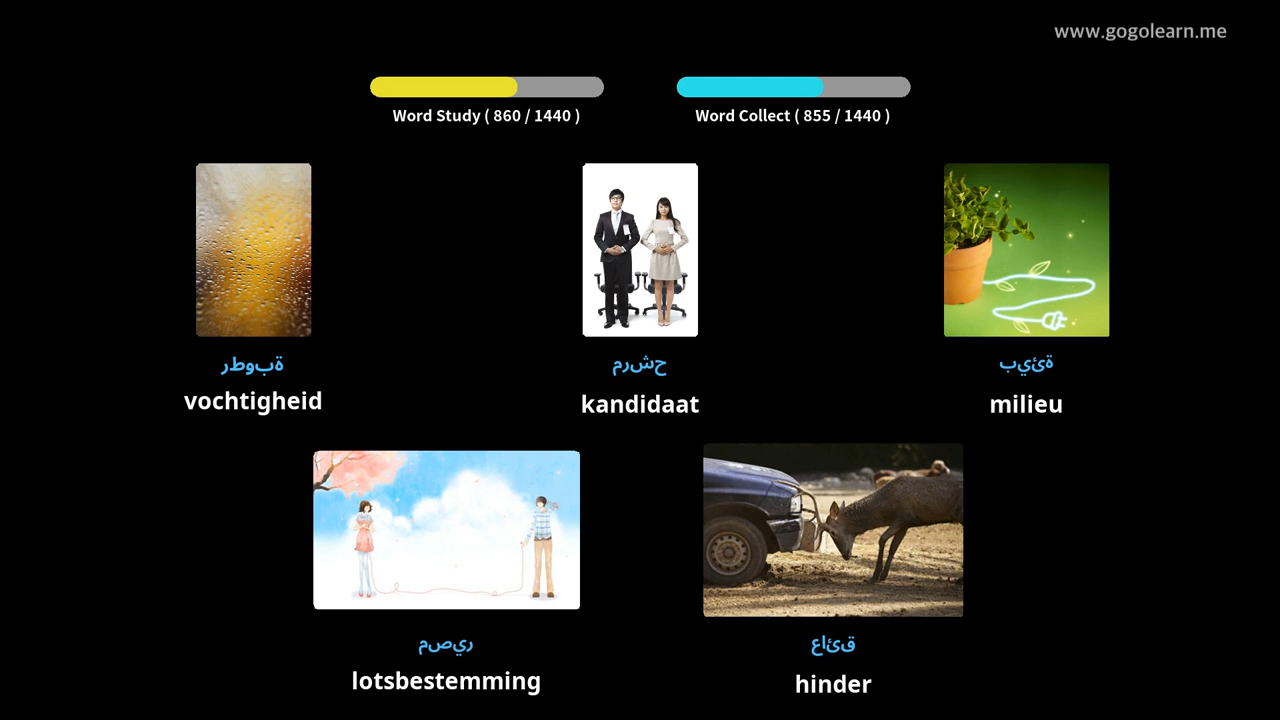 www.gogolearn.me
Word Study ( 860 / 1440 )
Word Collect ( 855 / 1440 )
رطوبة
vochtigheid
مرشح
kandidaat
بيئة
milieu
مصير
lotsbestemming
عائق
hinder